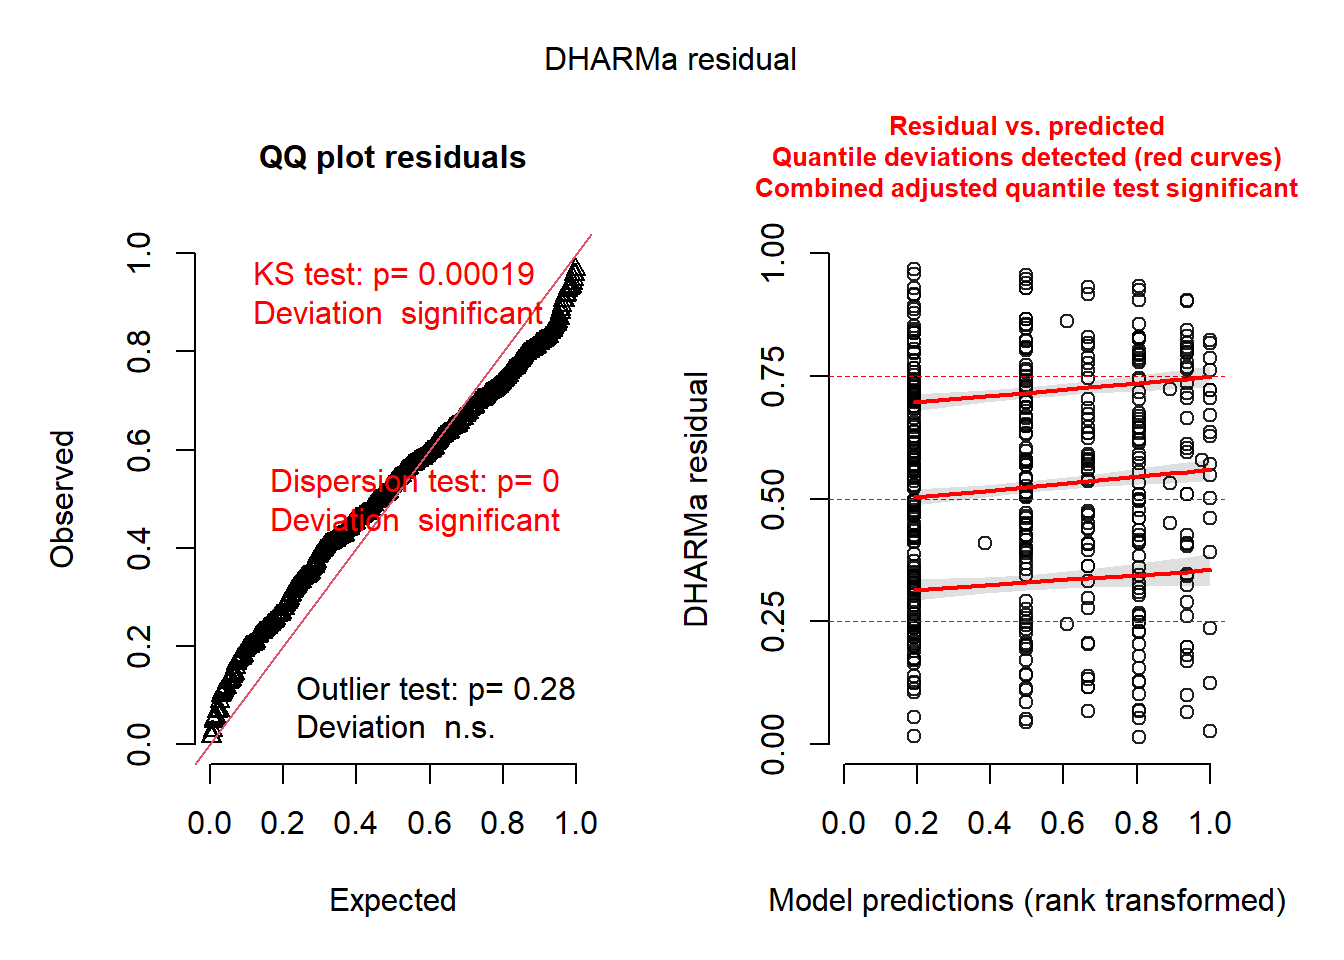 DHARMa residual
QQ plot residuals
KS test: p= 0.00019
Deviation  significant
Dispersion test: p= 0
Deviation  significant
Outlier test: p= 0.28
Deviation  n.s.
Observed
0.0 0.2 0.4 0.6 0.8 1.0
0.0 0.2 0.4 0.6 0.8 1.0
Expected
Residual vs. predicted
Quantile deviations detected (red curves)
Combined adjusted quantile test significant
DHARMa residual
0.00 0.25 0.50 0.75 1.00
0.0 0.2 0.4 0.6 0.8 1.0
Model predictions (rank transformed)